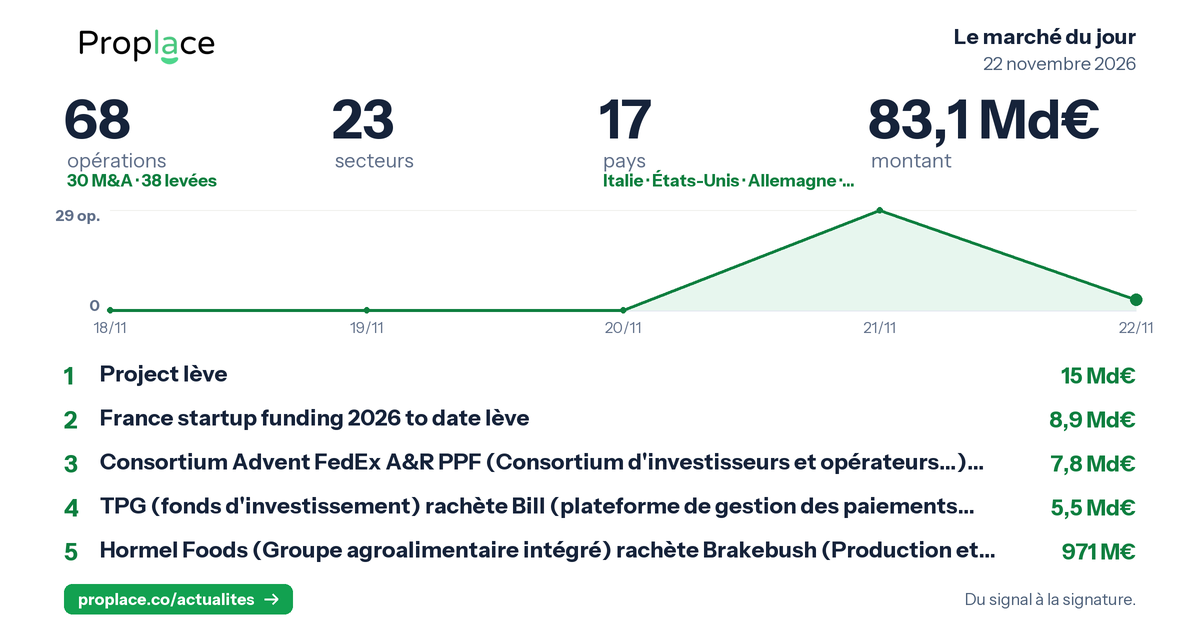 Proplace
Le marché du jour
22 novembre 2026
68
opérations
30 M&A · 38 levées
23
secteurs
17
pays
Italie · États-Unis · Allemagne ·...
83,1 Md€
montant
29 op.
0
18/11
19/11
20/11
21/11
22/11
1 Project lève 15 Md€
2 France startup funding 2026 to date lève 8,9 Md€
3 Consortium Advent FedEx A&R PPF (Consortium d'investisseurs et opérateurs...)... 7,8 Md€
4 TPG (fonds d'investissement) rachète Bill (plateforme de gestion des paiements... 5,5 Md€
5 Hormel Foods (Groupe agroalimentaire intégré) rachète Brakebush (Production et... 971 M€
proplace.co/actualites →
Du signal à la signature.